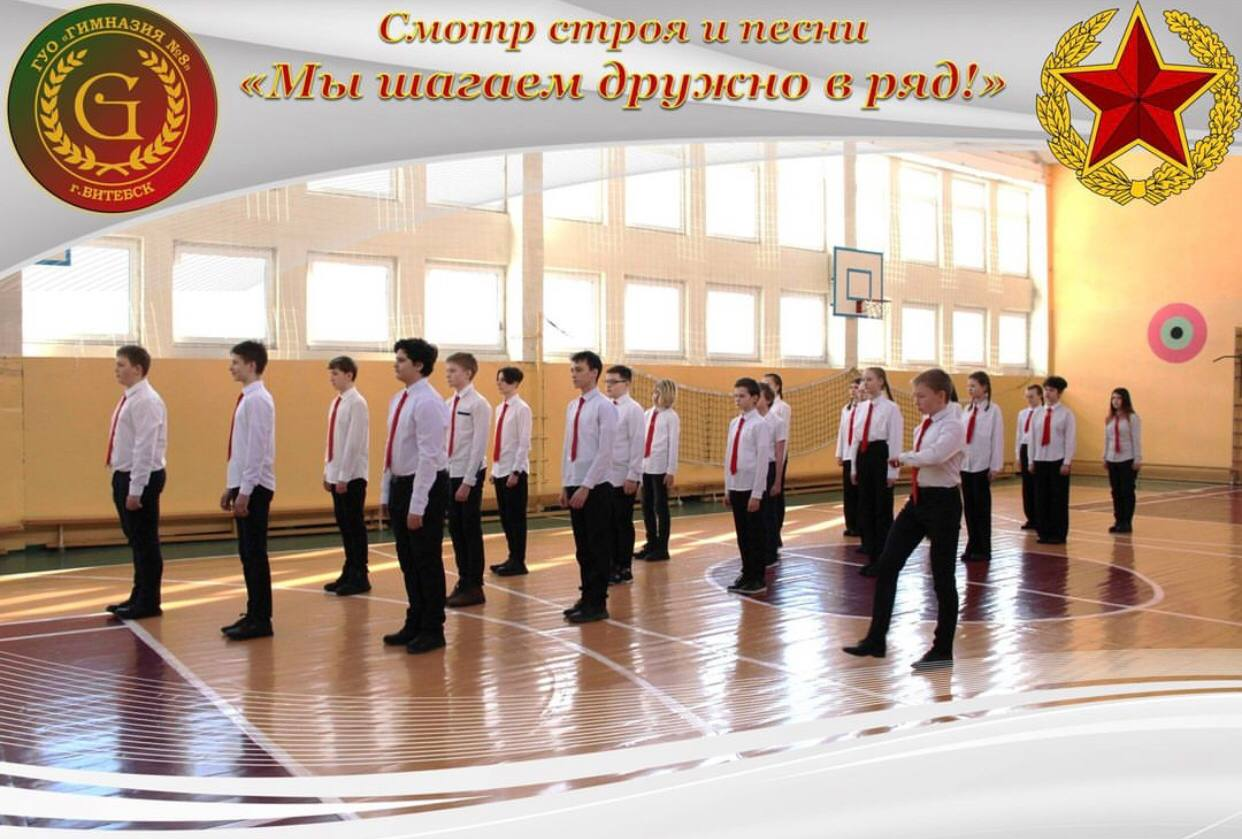 Смотр строя и песни
«Мы шагаем дружно в ряд!»
ГУО «ГИМНАЗИЯ №8»
G
г.ВИТЕБСК